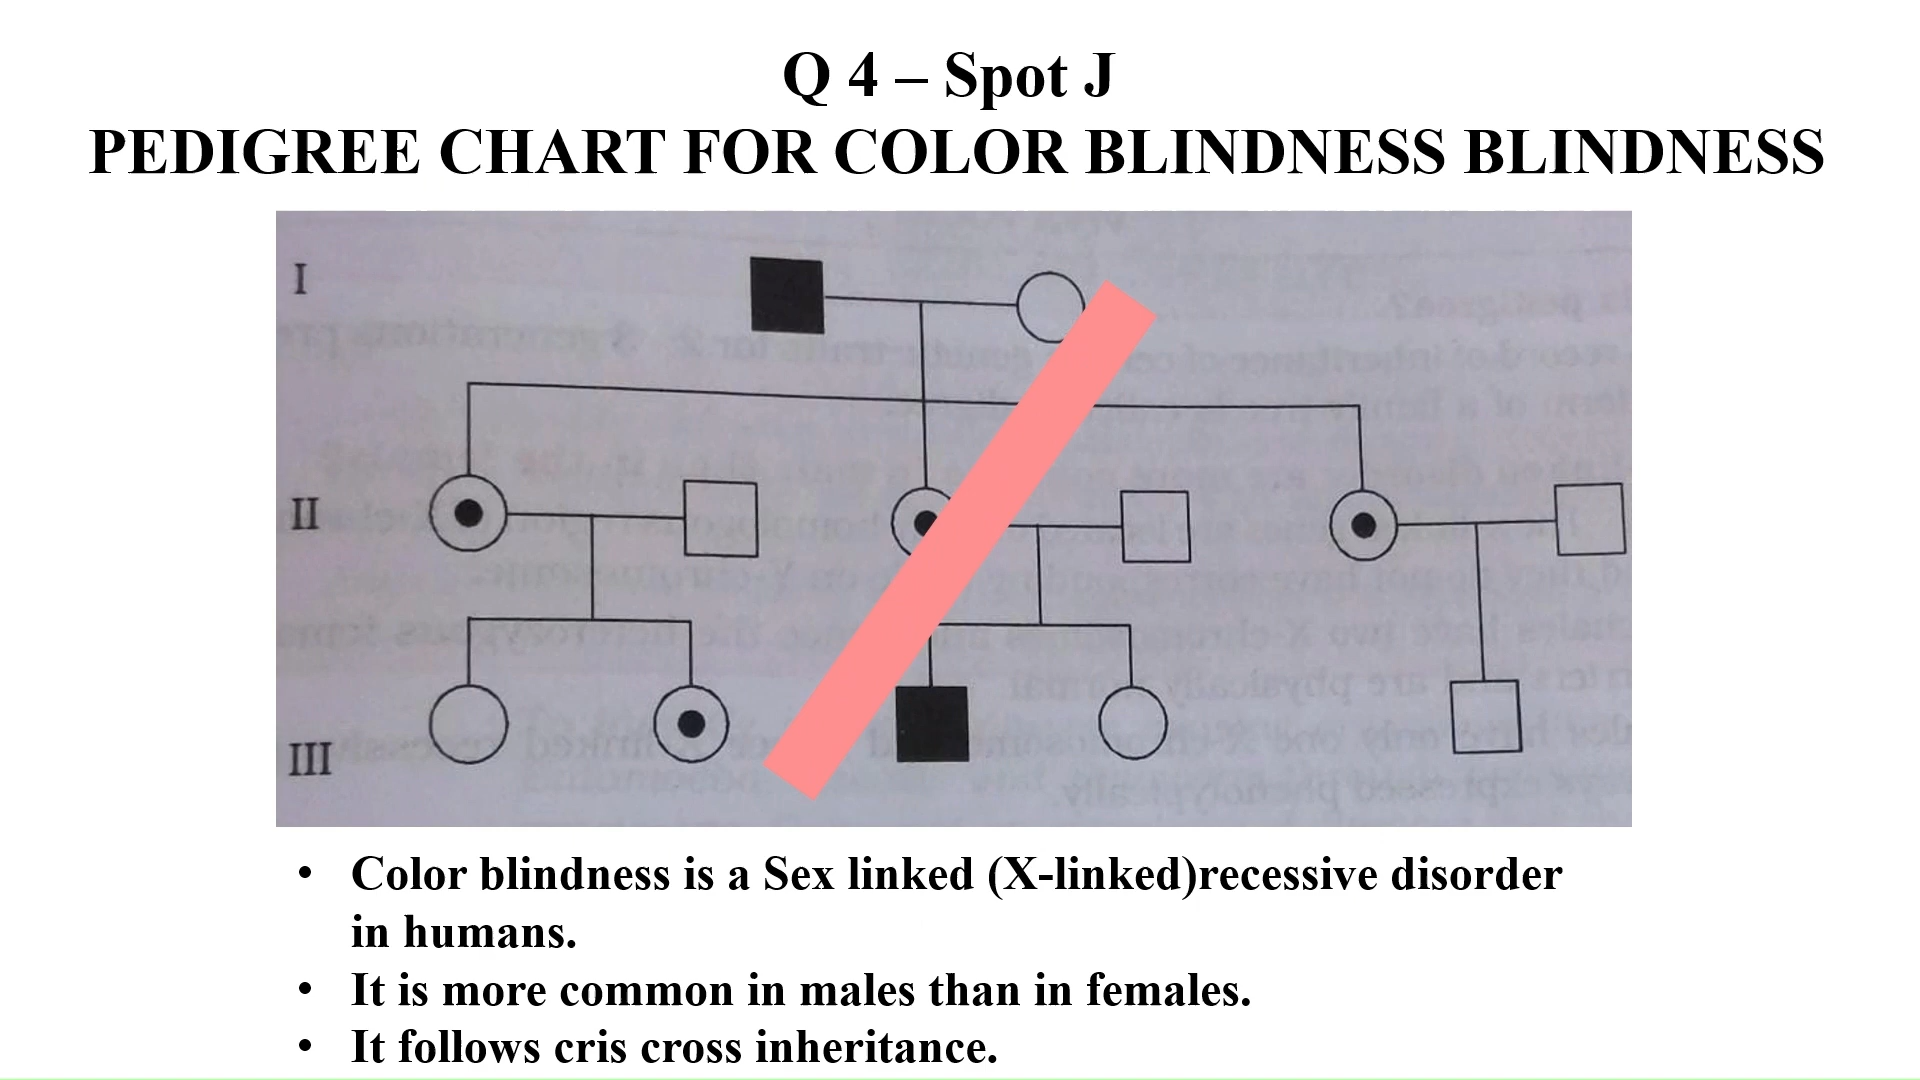 Q 4 – Spot J
PEDIGREE CHART FOR COLOR BLINDNESS BLINDNESS
I
II
III
• Color blindness is a Sex linked (X-linked)recessive disorder
in humans.
• It is more common in males than in females.
• It follows cris cross inheritance.